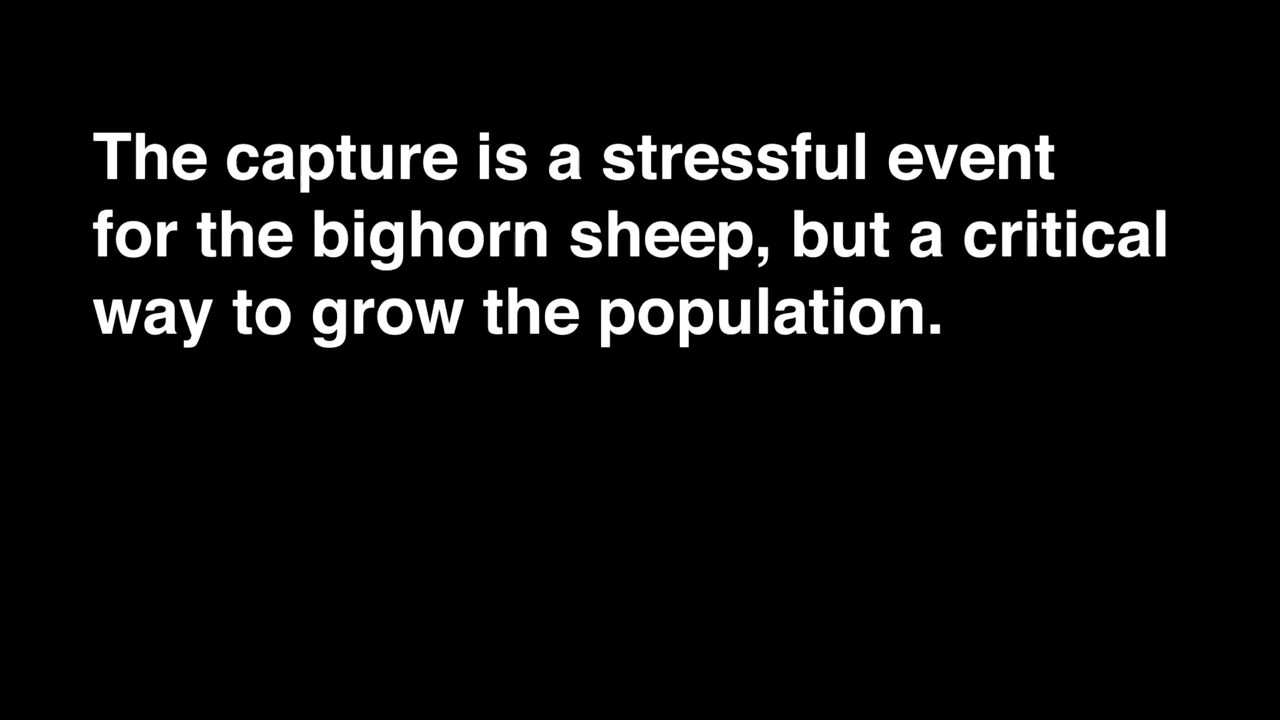 The capture is a stressful event
for the bighorn sheep, but a critical
way to grow the population.